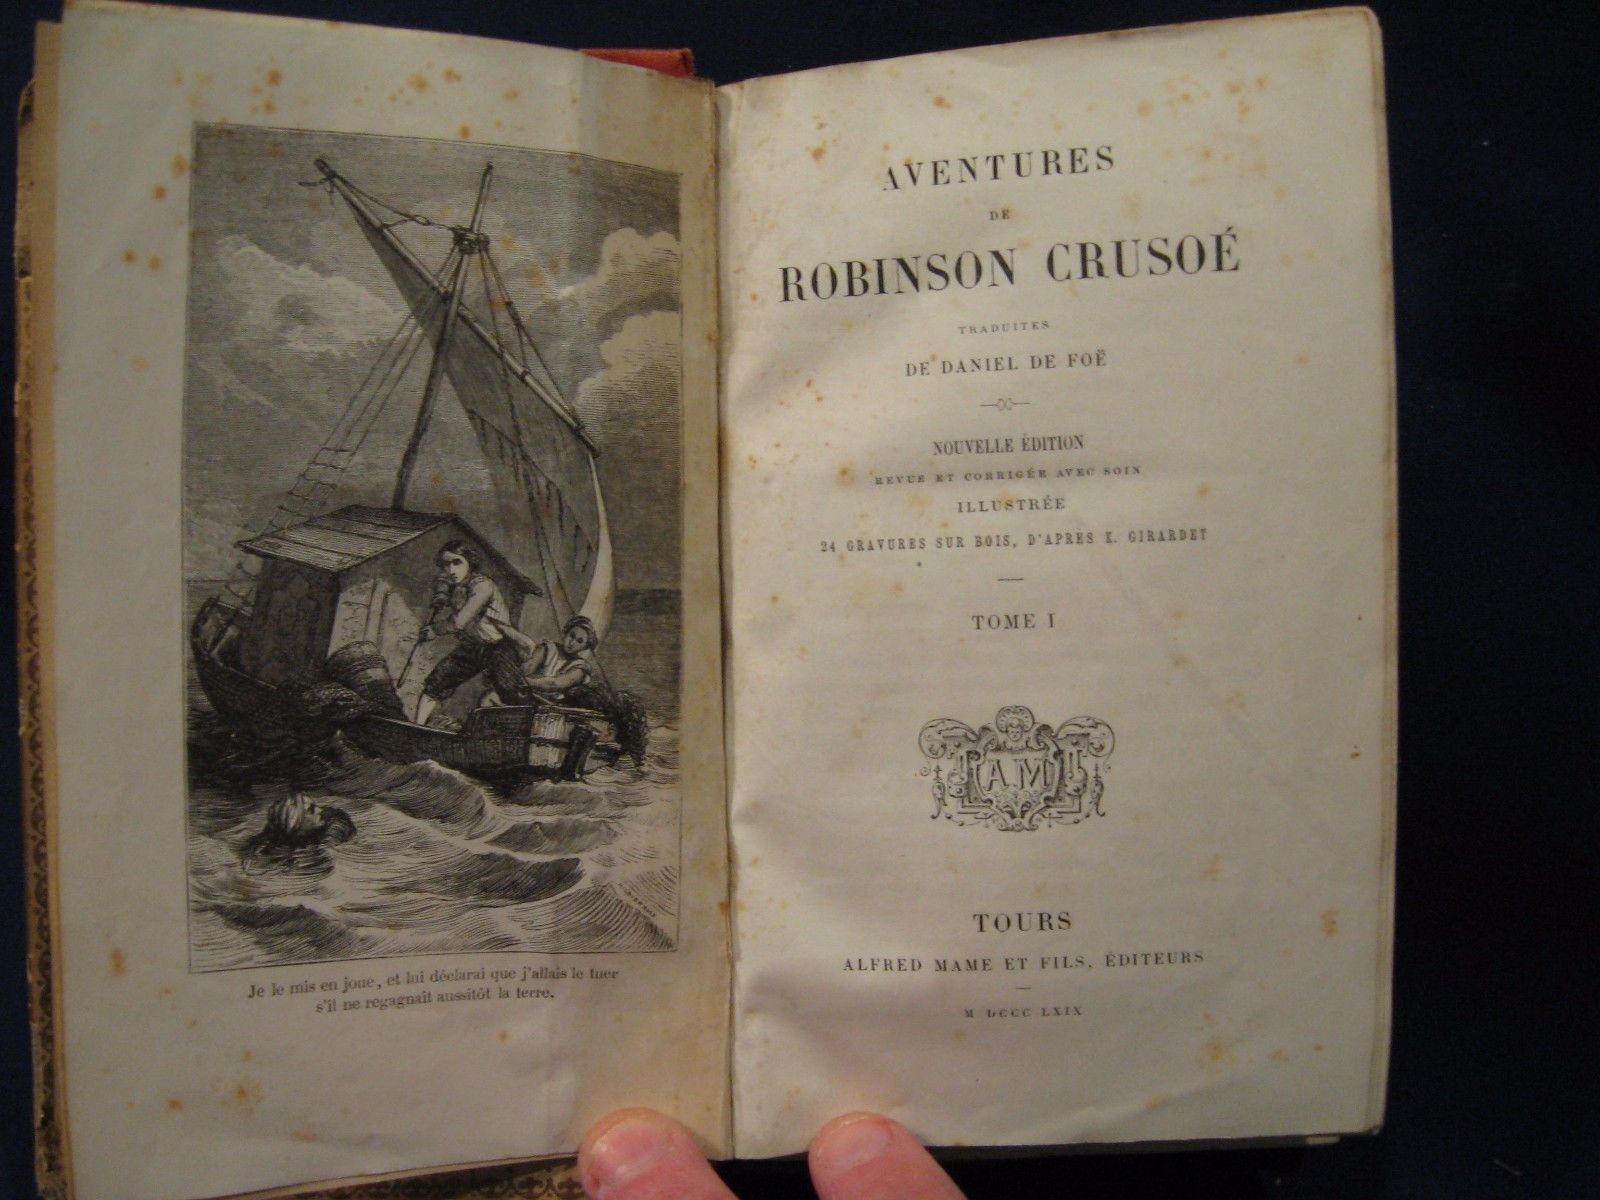 Je le mis en joue, et lui déclarai que j'allais le tuer
s'il ne regagnait aussitôt la terre.
AVENTURES
DE
ROBINSON CRUSOÉ
TRADUITES
DE DANIEL DE FOË
NOUVELLE ÉDITION
REVUE ET CORRIGÉE AVEC SOIN
ILLUSTRÉE
24 GRAVURES SUR BOIS, D'APRÈS K. GIRARDET
TOME I
AM
TOURS
ALFRED MAME ET FILS, ÉDITEURS
M DCCC LXIX